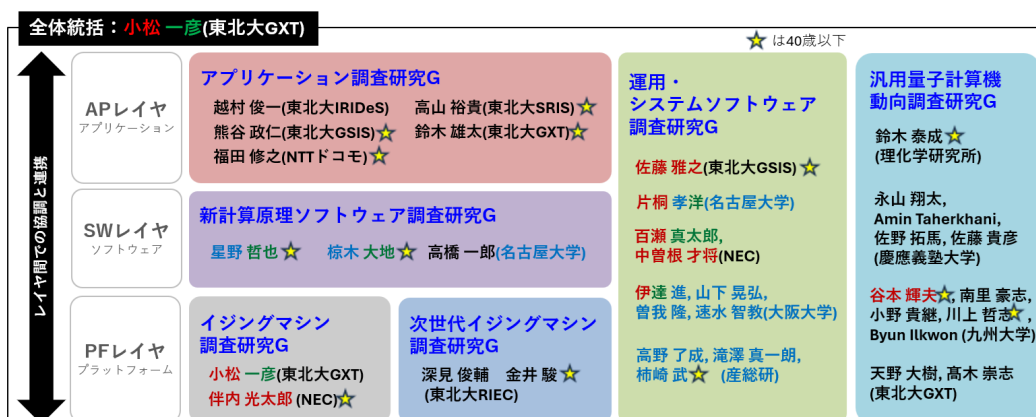 全体統括：小松 一彦(東北大GXT)
は40歳以下
レイヤ間での協調と連携
APレイヤ
アプリケーション
アプリケーション調査研究G
越村 俊一(東北大IRIDeS)
高山 裕貴(東北大SRIS)
熊谷 政仁(東北大GSIS)
鈴木 雄太(東北大GXT)
福田 修之(NTTドコモ)
SWレイヤ
ソフトウェア
新計算原理ソフトウェア調査研究G
星野 哲也
椋木 大地
高橋 一郎(名古屋大学)
PFレイヤ
プラットフォーム
イジングマシン
調査研究G
小松 一彦(東北大GXT)
伴内 光太郎 (NEC)
次世代イジングマシン
調査研究G
深見 俊輔 金井 駿
(東北大RIEC)
運用・
システムソフトウェア
調査研究G
佐藤 雅之(東北大GSIS)
片桐 孝洋(名古屋大学)
百瀬 真太郎,
中曽根 才将(NEC)
伊達 進, 山下 晃弘,
曽我 隆, 速水 智教(大阪大学)
高野 了成, 滝澤 真一朗,
柿崎 武 (産総研)
汎用量子計算機
動向調査研究G
鈴木 泰成
(理化学研究所)
永山 翔太,
Amin Taherkhani,
佐野 拓馬, 佐藤 貴彦
(慶應義塾大学)
谷本 輝夫, 南里 豪志,
小野 貴継, 川上 哲志,
Byun Ilkwon (九州大学)
天野 大樹, 髙木 崇志
(東北大GXT)